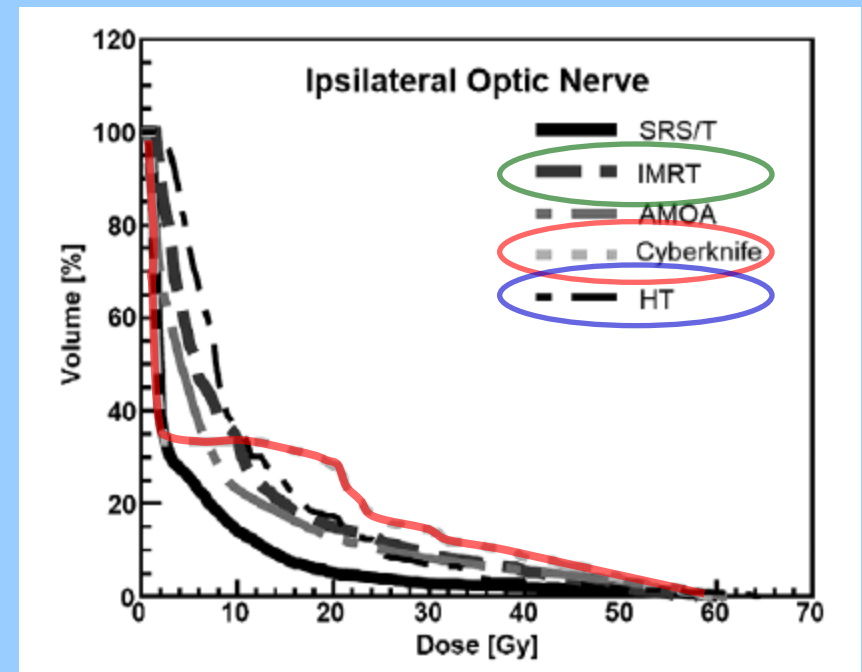 120
Ipsilateral Optic Nerve
100
SRS/T
IMRT
80
AMOA
Cyberknife
HT
60
Volume [%]
40
20
0
0 10 20 30 40 50 60 70
Dose [Gy]